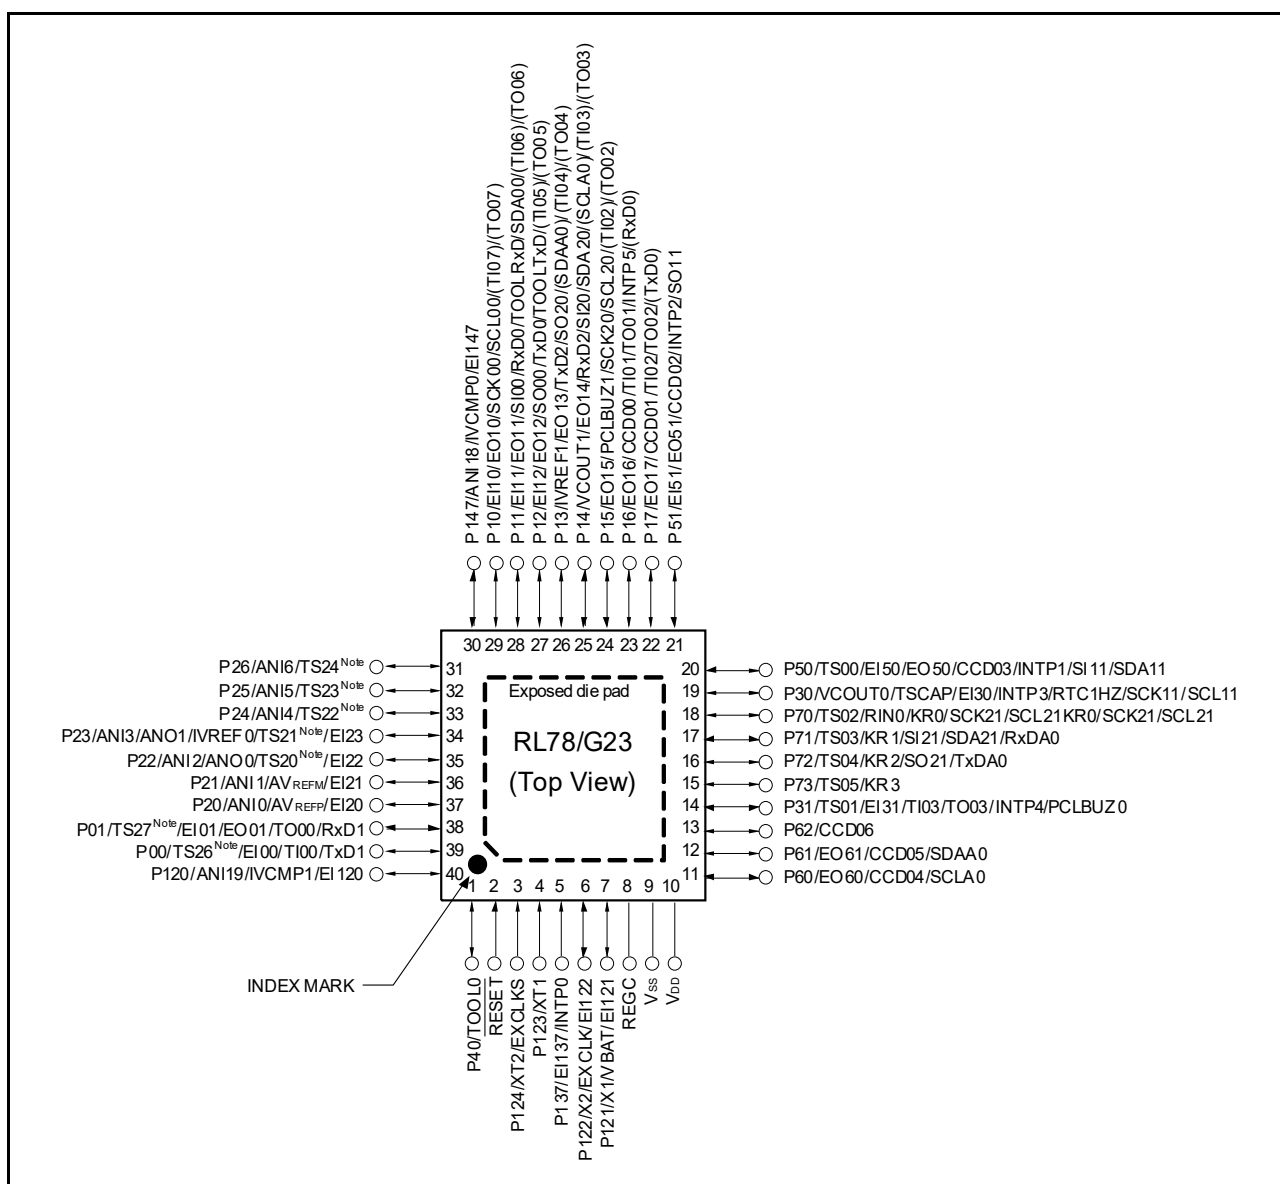 P147/ANI18/IVCMP0/EI147
P10/EI10/EO10/SCK00/SCL00/(TI07)/(TO07)
P11/EI11/EO11/SI00/RxD0/TOOLRxD/SDA00/(TI06)/(TO06)
P12/EI12/EO12/SO00/TxD0/TOOLTxD/(TI05)/(TO05)
P13/IVREF1/EO13/TxD2/SO20/(SDAA0)/(TI04)/(TO04)
P14/VCOUT1/EO14/RxD2/SI20/SDA20/(SCLA0)/(TI03)/(TO03)
P15/EO15/PCLBUZ1/SCK20/SCL20/(TI02)/(TO02)
P16/EO16/CCD00/TI01/TO01/INTP5/(RxD0)
P17/EO17/CCD01/TI02/TO02/(TxD0)
P51/EI51/EO51/CCD02/INTP2/SO11
30 29 28 27 26 25 24 23 22 21
P26/ANI6/TS24Note 31
P25/ANI5/TS23Note 32
P24/ANI4/TS22Note 33
P23/ANI3/ANO1/IVREF0/TS21Note/EI23 34
P22/ANI2/ANO0/TS20Note/EI22 35
P21/ANI1/AVREFM/EI21 36
P20/ANI0/AVREFP/EI20 37
P01/TS27Note/EI01/EO01/TO00/RxD1 38
P00/TS26Note/EI00/TI00/TxD1 39
P120/ANI19/IVCMP1/EI120 40
Exposed die pad
RL78/G23
(Top View)
20 P50/TS00/EI50/EO50/CCD03/INTP1/SI11/SDA11
19 P30/VCOUT0/TSCAP/EI30/INTP3/RTC1HZ/SCK11/SCL11
18 P70/TS02/RIN0/KR0/SCK21/SCL21KR0/SCK21/SCL21
17 P71/TS03/KR1/SI21/SDA21/RxDA0
16 P72/TS04/KR2/SO21/TxDA0
15 P73/TS05/KR3
14 P31/TS01/EI31/TI03/TO03/INTP4/PCLBUZ0
13 P62/CCD06
12 P61/EO61/CCD05/SDAA0
11 P60/EO60/CCD04/SCLA0
1 2 3 4 5 6 7 8 9 10
INDEX MARK
P40/TOOL0
RESET
P124/XT2/EXCLKS
P123/XT1
P137/EI137/INTP0
P122/X2/EXCLK/EI122
P121/X1/VBAT/EI121
REGC
VSS
VDD